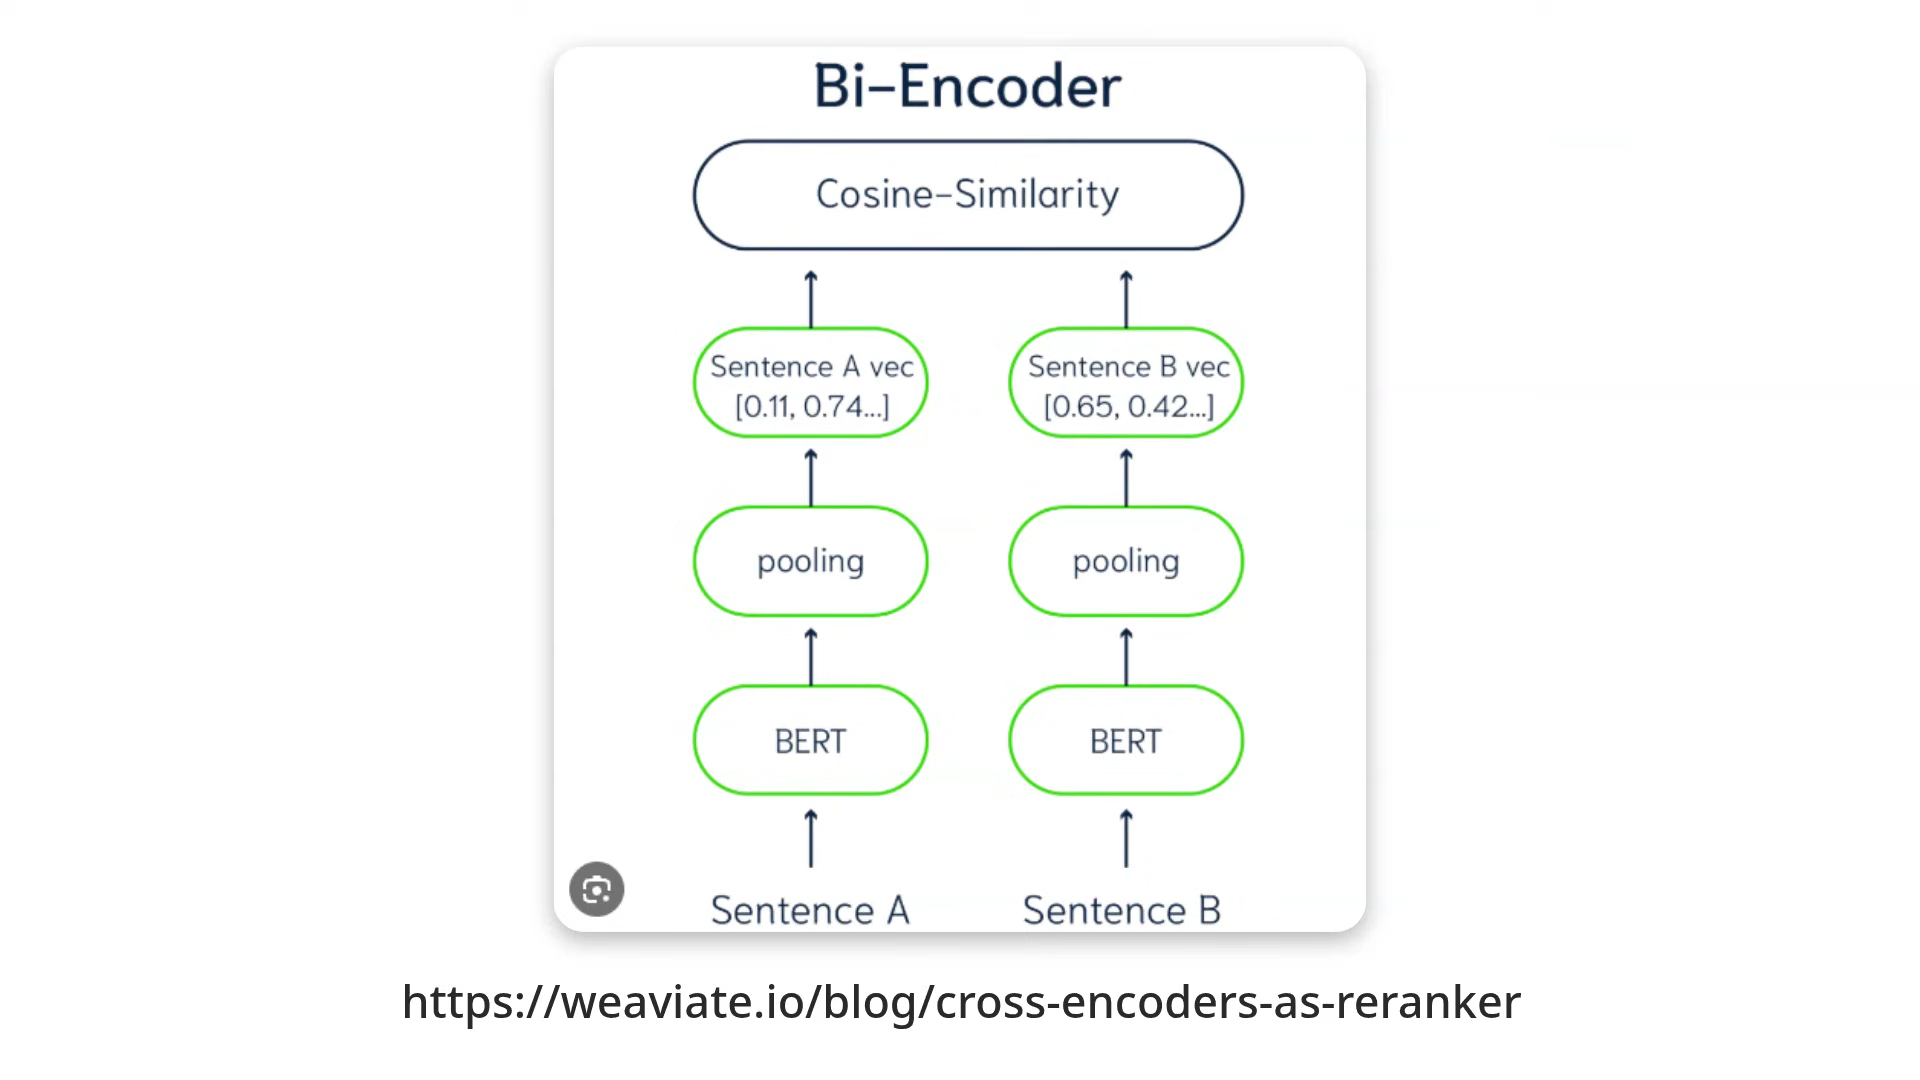 Bi-Encoder
Cosine-Similarity
Sentence A vec
[0.11, 0.74...]
Sentence B vec
[0.65, 0.42...]
pooling
pooling
BERT
BERT
Sentence A
Sentence B
https://weaviate.io/blog/cross-encoders-as-reranker